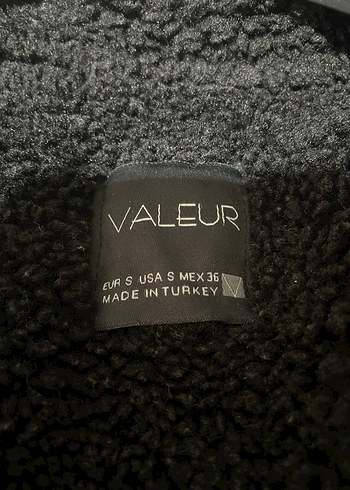 VALEUR
EUR S USA S MEX 36
MADE IN TURKEY V